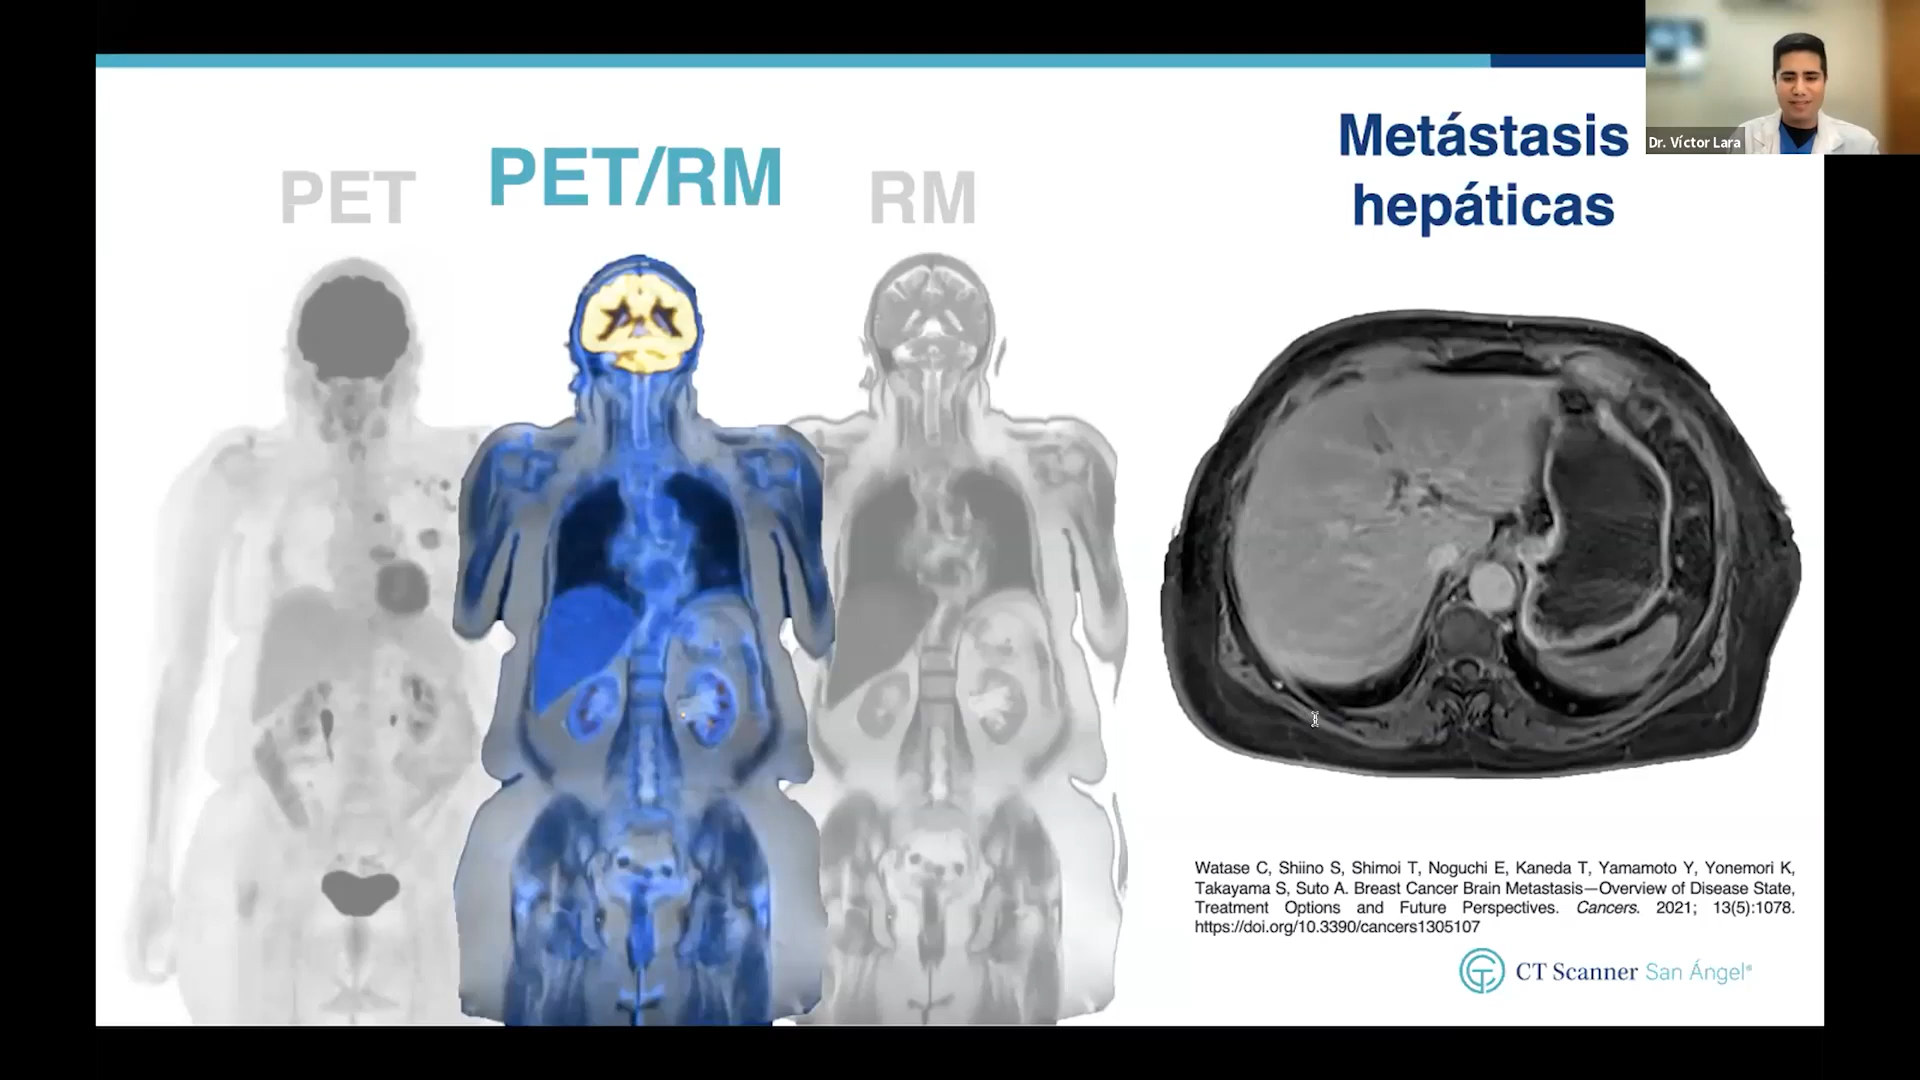 PET
PET/RM
RM
Metástasis
hepáticas
Dr. Víctor Lara
Watase C, Shiino S, Shimoi T, Noguchi E, Kaneda T, Yamamoto Y, Yonemori K,
Takayama S, Suto A. Breast Cancer Brain Metastasis—Overview of Disease State,
Treatment Options and Future Perspectives. Cancers. 2021; 13(5):1078.
https://doi.org/10.3390/cancers1305107
CT Scanner San Ángel®